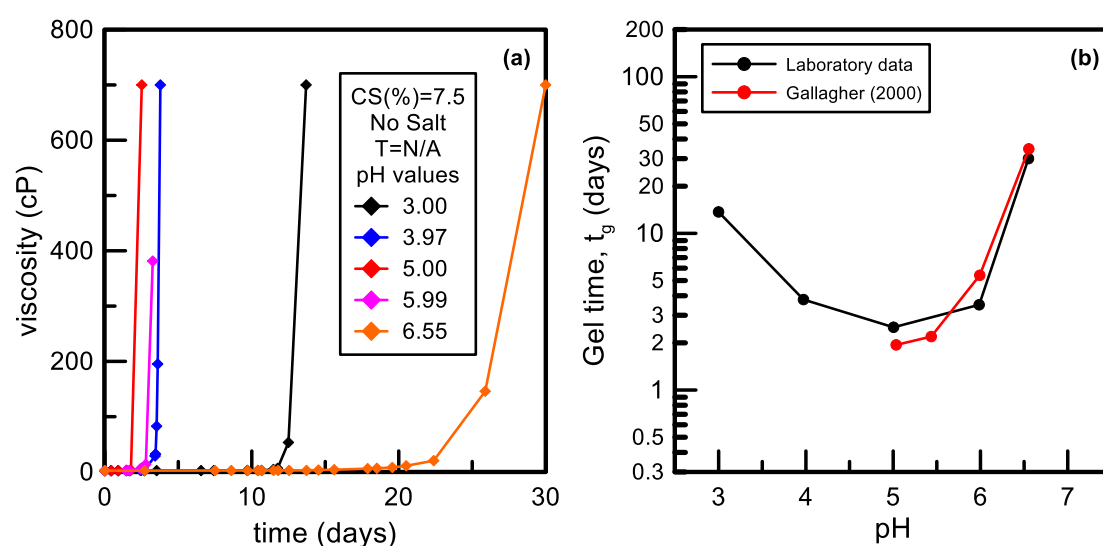 (a)
800
600
400
200
0
viscosity (cP)
0
10
20
30
time (days)
CS(%)=7.5
No Salt
T=N/A
pH values
3.00
3.97
5.00
5.99
6.55
(b)
200
100
50
30
20
10
5
3
2
1
0.5
0.3
Gel time, tg (days)
Laboratory data
Gallagher (2000)
3
4
5
6
7
pH